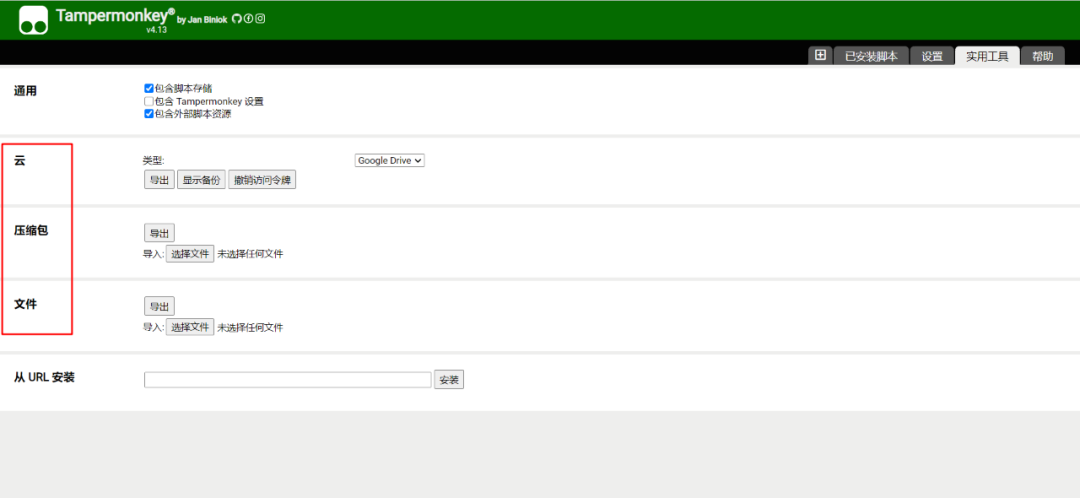 Tampermonkey® by Jan Biniok
v4.13
已安装脚本 设置 实用工具 帮助
通用
包含脚本存储
包含 Tampermonkey 设置
包含外部脚本资源
云
类型: Google Drive
导出 显示备份 撤销访问令牌
压缩包
导出
导入: 选择文件 未选择任何文件
文件
导出
导入: 选择文件 未选择任何文件
从 URL 安装
安装